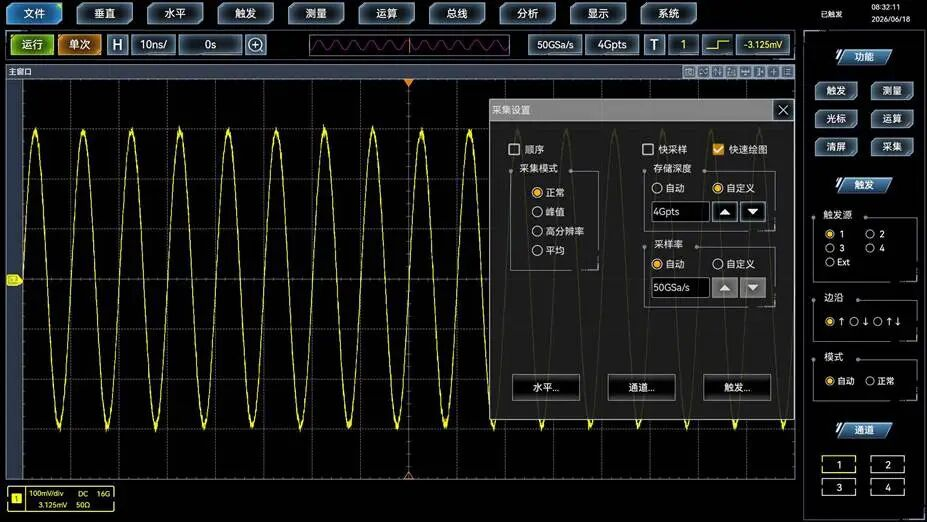 文件 垂直 水平 触发 测量 运算 总线 分析 显示 系统
已触发
08:32:11
2026/06/18
运行 单次 H 10ns/ 0s 50GSa/s 4Gpts T 1 -3.125mV
主窗口
采集设置
顺序
快采样
快速绘图
采集模式
正常
峰值
高分辨率
平均
存储深度
自动 自定义
4Gpts
采样率
自动 自定义
50GSa/s
水平... 通道... 触发...
功能
触发 测量
光标 运算
清屏 采集
触发
触发源
1 2
3 4
Ext
边沿
↑ ↓ ↑↓
模式
自动 正常
通道
1 2
3 4
1 100mV/div DC 16G
3.125mV 50Ω